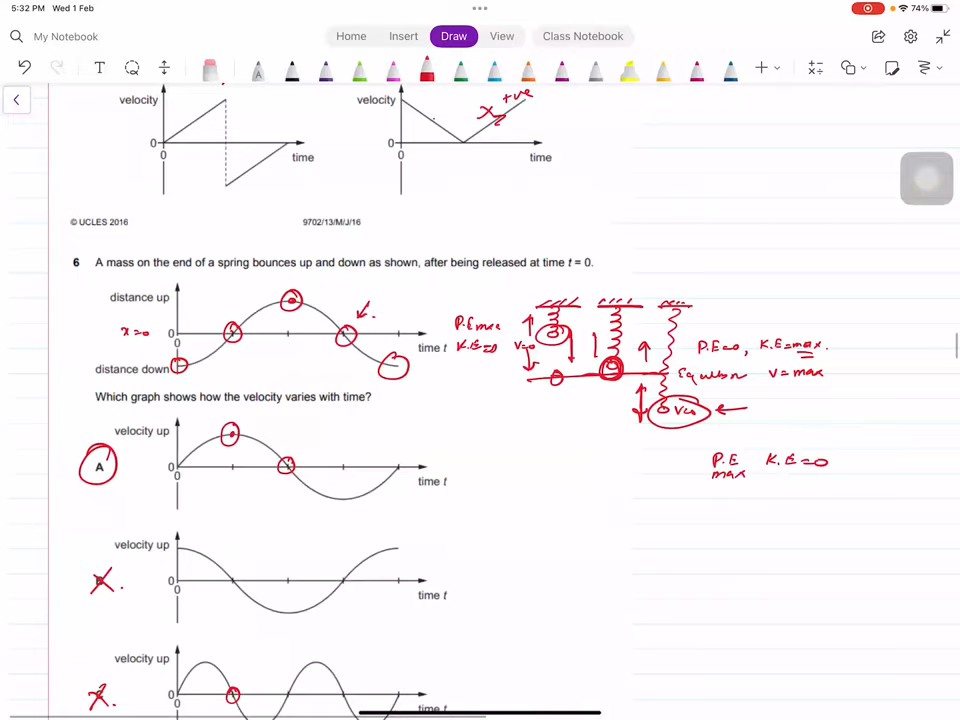 5:32 PM Wed 1 Feb
74%
My Notebook
Home Insert Draw View Class Notebook
velocity
0
0
time
velocity
0
0
time
x +ve
© UCLES 2016
9702/13/M/J/16
6 A mass on the end of a spring bounces up and down as shown, after being released at time t = 0.
distance up
x=0 0
0
time t
distance down
P.E max
K.E=0 V=0
P.E=0, K.E=max.
V=max
P.E K.E=0
max
Which graph shows how the velocity varies with time?
velocity up
A 0
0
time t
velocity up
0
0
time t
velocity up
0
0
time t